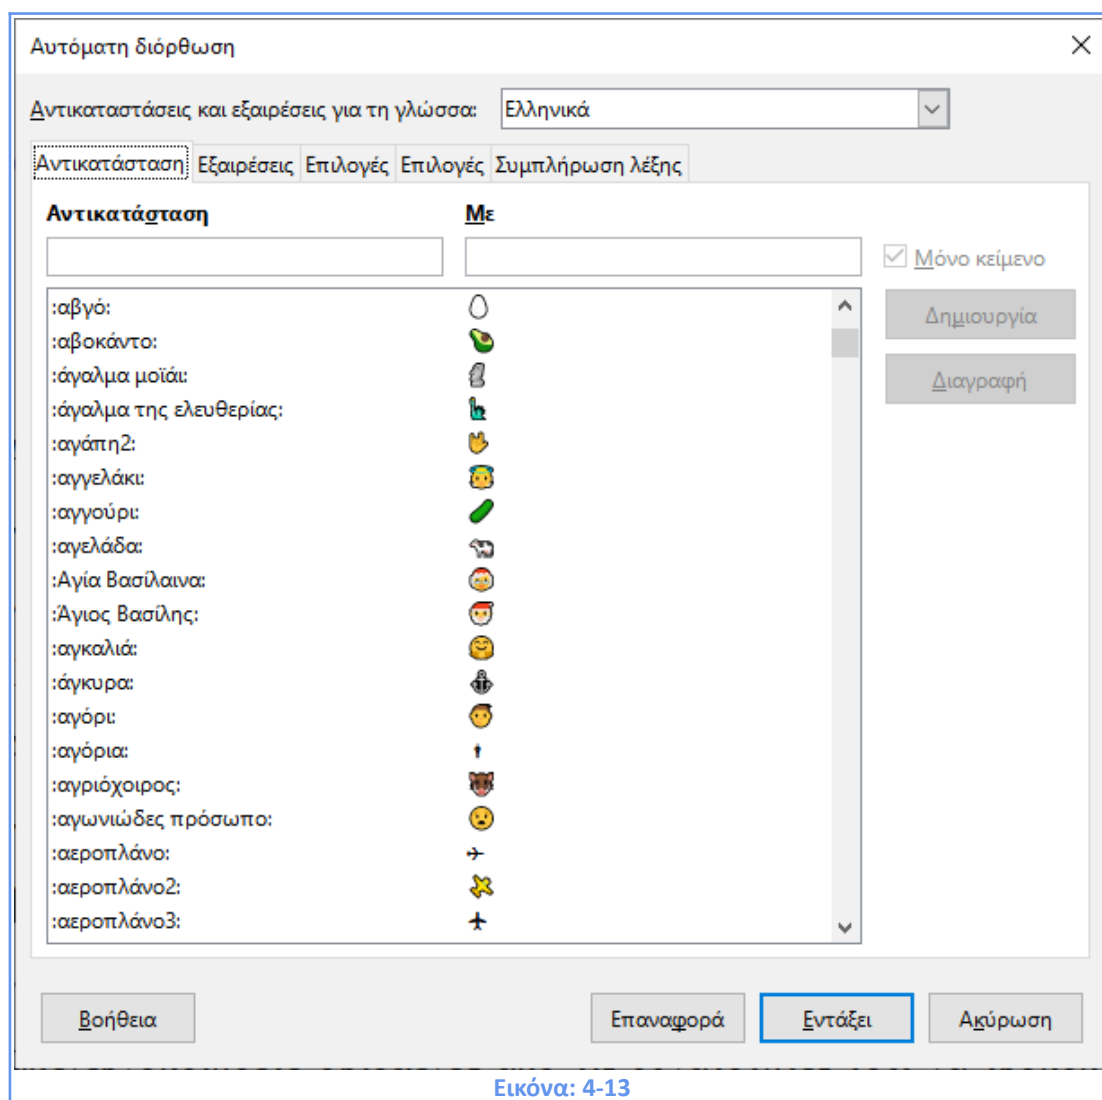 Αυτόματη διόρθωση
Αντικαταστάσεις και εξαιρέσεις για τη γλώσσα: Ελληνικά
Αντικατάσταση Εξαιρέσεις Επιλογές Επιλογές Συμπλήρωση λέξης
Αντικατάσταση Με
Μόνο κείμενο
:αβγό:
Δημιουργία
:αβοκάντο:
:άγαλμα μοϊάι:
Διαγραφή
:άγαλμα της ελευθερίας:
:αγάπη2:
:αγγελάκι:
:αγγούρι:
:αγελάδα:
:Αγία Βασίλαινα:
:Άγιος Βασίλης:
:αγκαλιά:
:άγκυρα:
:αγόρι:
:αγόρια:
:αγριόχοιρος:
:αγωνιώδες πρόσωπο:
:αεροπλάνο:
:αεροπλάνο2:
:αεροπλάνο3:
Βοήθεια Επαναφορά Εντάξει Ακύρωση
Εικόνα: 4-13